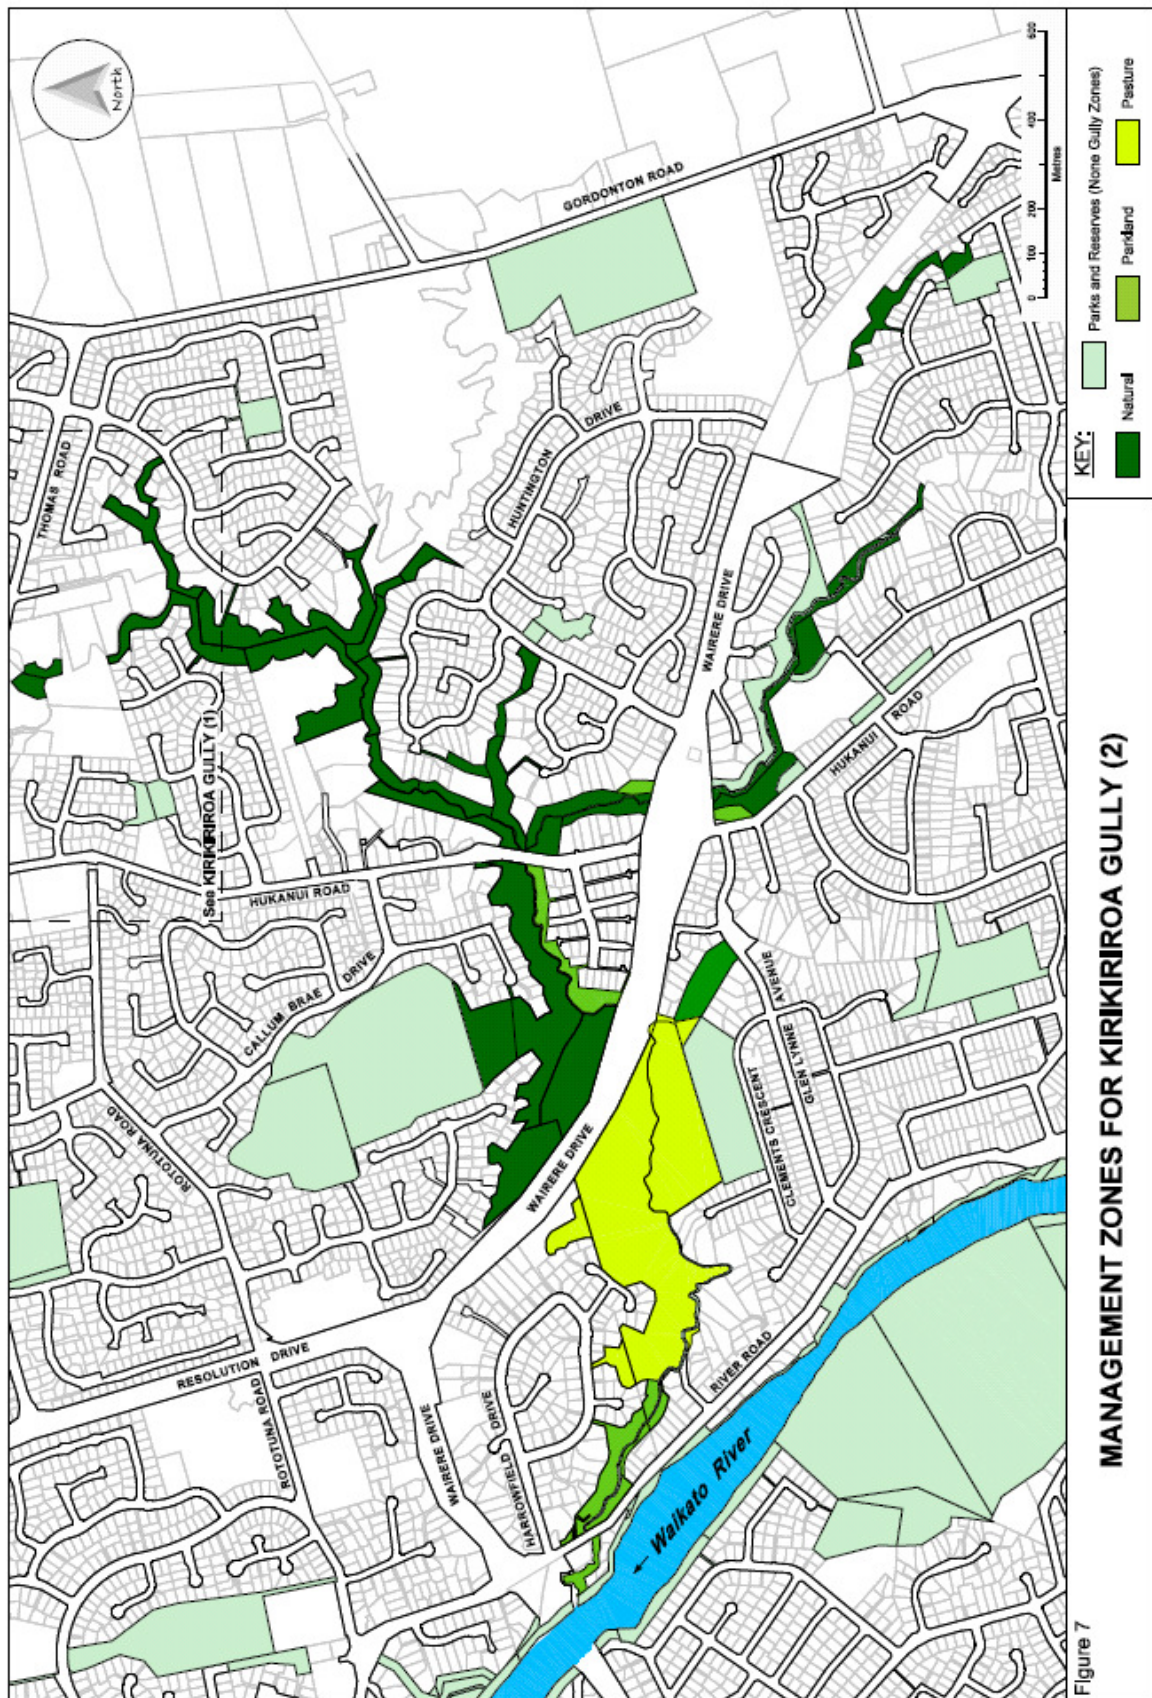 North
THOMAS ROAD
GORDONTON ROAD
See KIRIKIRIROA GULLY (1)
HUKANUI ROAD
CALLUM BRAE DRIVE
ROTOTUNA ROAD
HUNTINGTON DRIVE
WAIRERE DRIVE
RESOLUTION DRIVE
ROTOTUNA ROAD
WAIRERE DRIVE
WAIRERE DRIVE
HARROWFIELD DRIVE
HUKANUI ROAD
GLEN LYNNE AVENUE
CLEMENTS CRESCENT
RIVER ROAD
Waikato River
0 100 200 400 600
Metres
KEY:
Parks and Reserves (None Gully Zones)
Natural
Parkland
Pasture
Figure 7
MANAGEMENT ZONES FOR KIRIKIRIROA GULLY (2)